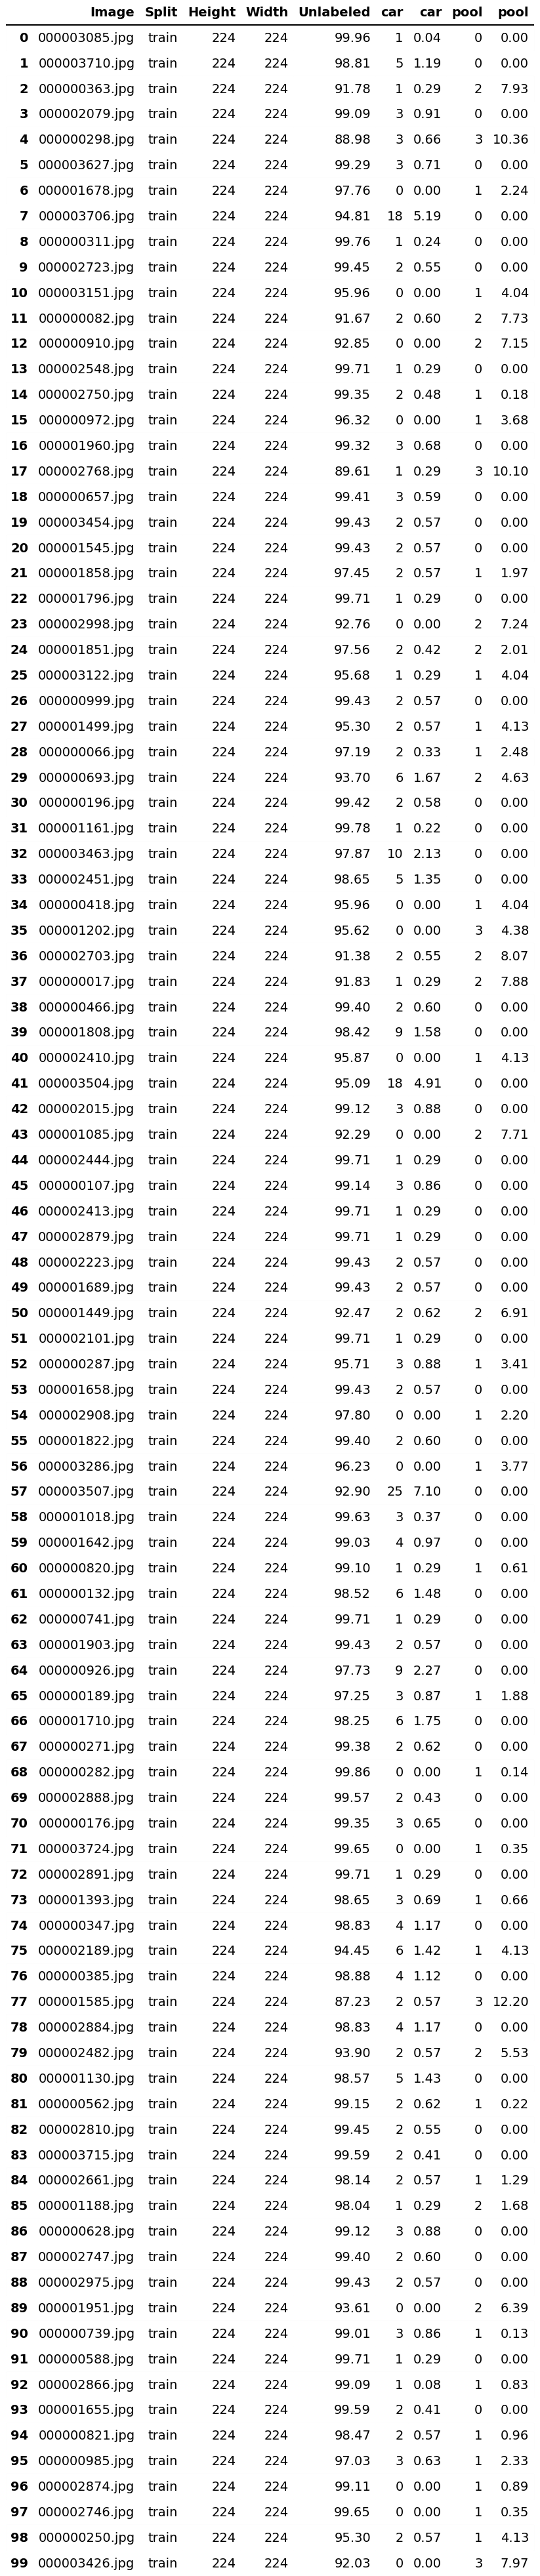 Image Split Height Width Unlabeled car car pool pool
0 000003085.jpg train 224 224 99.96 1 0.04 0 0.00
1 000003710.jpg train 224 224 98.81 5 1.19 0 0.00
2 000000363.jpg train 224 224 91.78 1 0.29 2 7.93
3 000002079.jpg train 224 224 99.09 3 0.91 0 0.00
4 000000298.jpg train 224 224 88.98 3 0.66 3 10.36
5 000003627.jpg train 224 224 99.29 3 0.71 0 0.00
6 000001678.jpg train 224 224 97.76 0 0.00 1 2.24
7 000003706.jpg train 224 224 94.81 18 5.19 0 0.00
8 000000311.jpg train 224 224 99.76 1 0.24 0 0.00
9 000002723.jpg train 224 224 99.45 2 0.55 0 0.00
10 000003151.jpg train 224 224 95.96 0 0.00 1 4.04
11 000000082.jpg train 224 224 91.67 2 0.60 2 7.73
12 000000910.jpg train 224 224 92.85 0 0.00 2 7.15
13 000002548.jpg train 224 224 99.71 1 0.29 0 0.00
14 000002750.jpg train 224 224 99.35 2 0.48 1 0.18
15 000000972.jpg train 224 224 96.32 0 0.00 1 3.68
16 000001960.jpg train 224 224 99.32 3 0.68 0 0.00
17 000002768.jpg train 224 224 89.61 1 0.29 3 10.10
18 000000657.jpg train 224 224 99.41 3 0.59 0 0.00
19 000003454.jpg train 224 224 99.43 2 0.57 0 0.00
20 000001545.jpg train 224 224 99.43 2 0.57 0 0.00
21 000001858.jpg train 224 224 97.45 2 0.57 1 1.97
22 000001796.jpg train 224 224 99.71 1 0.29 0 0.00
23 000002998.jpg train 224 224 92.76 0 0.00 2 7.24
24 000001851.jpg train 224 224 97.56 2 0.42 2 2.01
25 000003122.jpg train 224 224 95.68 1 0.29 1 4.04
26 000000999.jpg train 224 224 99.43 2 0.57 0 0.00
27 000001499.jpg train 224 224 95.30 2 0.57 1 4.13
28 000000066.jpg train 224 224 97.19 2 0.33 1 2.48
29 000000693.jpg train 224 224 93.70 6 1.67 2 4.63
30 000000196.jpg train 224 224 99.42 2 0.58 0 0.00
31 000001161.jpg train 224 224 99.78 1 0.22 0 0.00
32 000003463.jpg train 224 224 97.87 10 2.13 0 0.00
33 000002451.jpg train 224 224 98.65 5 1.35 0 0.00
34 000000418.jpg train 224 224 95.96 0 0.00 1 4.04
35 000001202.jpg train 224 224 95.62 0 0.00 3 4.38
36 000002703.jpg train 224 224 91.38 2 0.55 2 8.07
37 000000017.jpg train 224 224 91.83 1 0.29 2 7.88
38 000000466.jpg train 224 224 99.40 2 0.60 0 0.00
39 000001808.jpg train 224 224 98.42 9 1.58 0 0.00
40 000002410.jpg train 224 224 95.87 0 0.00 1 4.13
41 000003504.jpg train 224 224 95.09 18 4.91 0 0.00
42 000002015.jpg train 224 224 99.12 3 0.88 0 0.00
43 000001085.jpg train 224 224 92.29 0 0.00 2 7.71
44 000002444.jpg train 224 224 99.71 1 0.29 0 0.00
45 000000107.jpg train 224 224 99.14 3 0.86 0 0.00
46 000002413.jpg train 224 224 99.71 1 0.29 0 0.00
47 000002879.jpg train 224 224 99.71 1 0.29 0 0.00
48 000002223.jpg train 224 224 99.43 2 0.57 0 0.00
49 000001689.jpg train 224 224 99.43 2 0.57 0 0.00
50 000001449.jpg train 224 224 92.47 2 0.62 2 6.91
51 000002101.jpg train 224 224 99.71 1 0.29 0 0.00
52 000000287.jpg train 224 224 95.71 3 0.88 1 3.41
53 000001658.jpg train 224 224 99.43 2 0.57 0 0.00
54 000002908.jpg train 224 224 97.80 0 0.00 1 2.20
55 000001822.jpg train 224 224 99.40 2 0.60 0 0.00
56 000003286.jpg train 224 224 96.23 0 0.00 1 3.77
57 000003507.jpg train 224 224 92.90 25 7.10 0 0.00
58 000001018.jpg train 224 224 99.63 3 0.37 0 0.00
59 000001642.jpg train 224 224 99.03 4 0.97 0 0.00
60 000000820.jpg train 224 224 99.10 1 0.29 1 0.61
61 000000132.jpg train 224 224 98.52 6 1.48 0 0.00
62 000000741.jpg train 224 224 99.71 1 0.29 0 0.00
63 000001903.jpg train 224 224 99.43 2 0.57 0 0.00
64 000000926.jpg train 224 224 97.73 9 2.27 0 0.00
65 000000189.jpg train 224 224 97.25 3 0.87 1 1.88
66 000001710.jpg train 224 224 98.25 6 1.75 0 0.00
67 000000271.jpg train 224 224 99.38 2 0.62 0 0.00
68 000000282.jpg train 224 224 99.86 0 0.00 1 0.14
69 000002888.jpg train 224 224 99.57 2 0.43 0 0.00
70 000000176.jpg train 224 224 99.35 3 0.65 0 0.00
71 000003724.jpg train 224 224 99.65 0 0.00 1 0.35
72 000002891.jpg train 224 224 99.71 1 0.29 0 0.00
73 000001393.jpg train 224 224 98.65 3 0.69 1 0.66
74 000000347.jpg train 224 224 98.83 4 1.17 0 0.00
75 000002189.jpg train 224 224 94.45 6 1.42 1 4.13
76 000000385.jpg train 224 224 98.88 4 1.12 0 0.00
77 000001585.jpg train 224 224 87.23 2 0.57 3 12.20
78 000002884.jpg train 224 224 98.83 4 1.17 0 0.00
79 000002482.jpg train 224 224 93.90 2 0.57 2 5.53
80 000001130.jpg train 224 224 98.57 5 1.43 0 0.00
81 000000562.jpg train 224 224 99.15 2 0.62 1 0.22
82 000002810.jpg train 224 224 99.45 2 0.55 0 0.00
83 000003715.jpg train 224 224 99.59 2 0.41 0 0.00
84 000002661.jpg train 224 224 98.14 2 0.57 1 1.29
85 000001188.jpg train 224 224 98.04 1 0.29 2 1.68
86 000000628.jpg train 224 224 99.12 3 0.88 0 0.00
87 000002747.jpg train 224 224 99.40 2 0.60 0 0.00
88 000002975.jpg train 224 224 99.43 2 0.57 0 0.00
89 000001951.jpg train 224 224 93.61 0 0.00 2 6.39
90 000000739.jpg train 224 224 99.01 3 0.86 1 0.13
91 000000588.jpg train 224 224 99.71 1 0.29 0 0.00
92 000002866.jpg train 224 224 99.09 1 0.08 1 0.83
93 000001655.jpg train 224 224 99.59 2 0.41 0 0.00
94 000000821.jpg train 224 224 98.47 2 0.57 1 0.96
95 000000985.jpg train 224 224 97.03 3 0.63 1 2.33
96 000002874.jpg train 224 224 99.11 0 0.00 1 0.89
97 000002746.jpg train 224 224 99.65 0 0.00 1 0.35
98 000000250.jpg train 224 224 95.30 2 0.57 1 4.13
99 000003426.jpg train 224 224 92.03 0 0.00 3 7.97